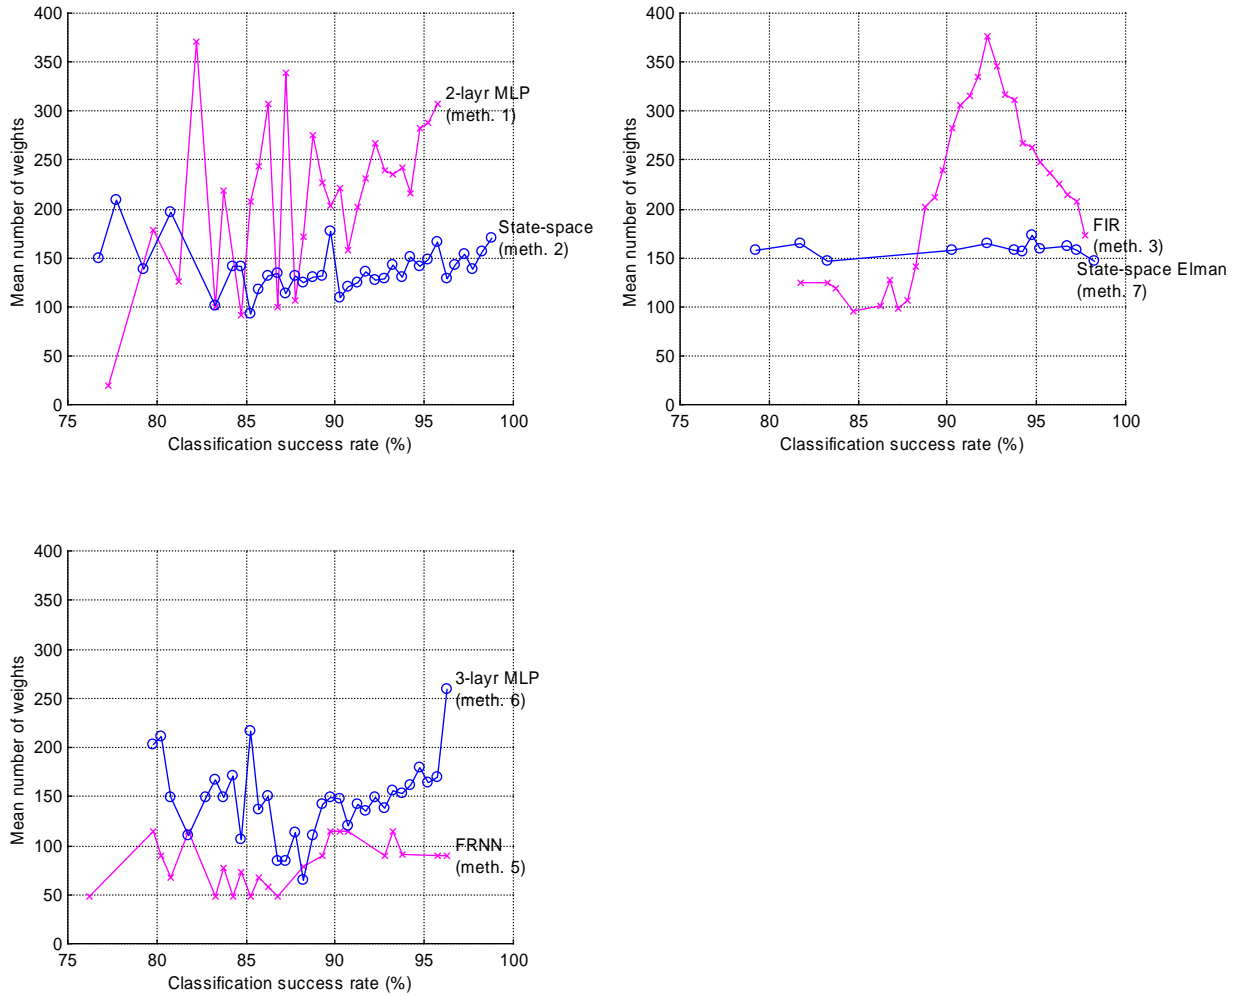 400
350
300
250
200
150
100
50
0
Mean number of weights
2-layr MLP
(meth. 1)
State-space
(meth. 2)
75 80 85 90 95 100
Classification success rate (%)
400
350
300
250
200
150
100
50
0
Mean number of weights
FIR
(meth. 3)
State-space Elman
(meth. 7)
75 80 85 90 95 100
Classification success rate (%)
400
350
300
250
200
150
100
50
0
Mean number of weights
3-layr MLP
(meth. 6)
FRNN
(meth. 5)
75 80 85 90 95 100
Classification success rate (%)